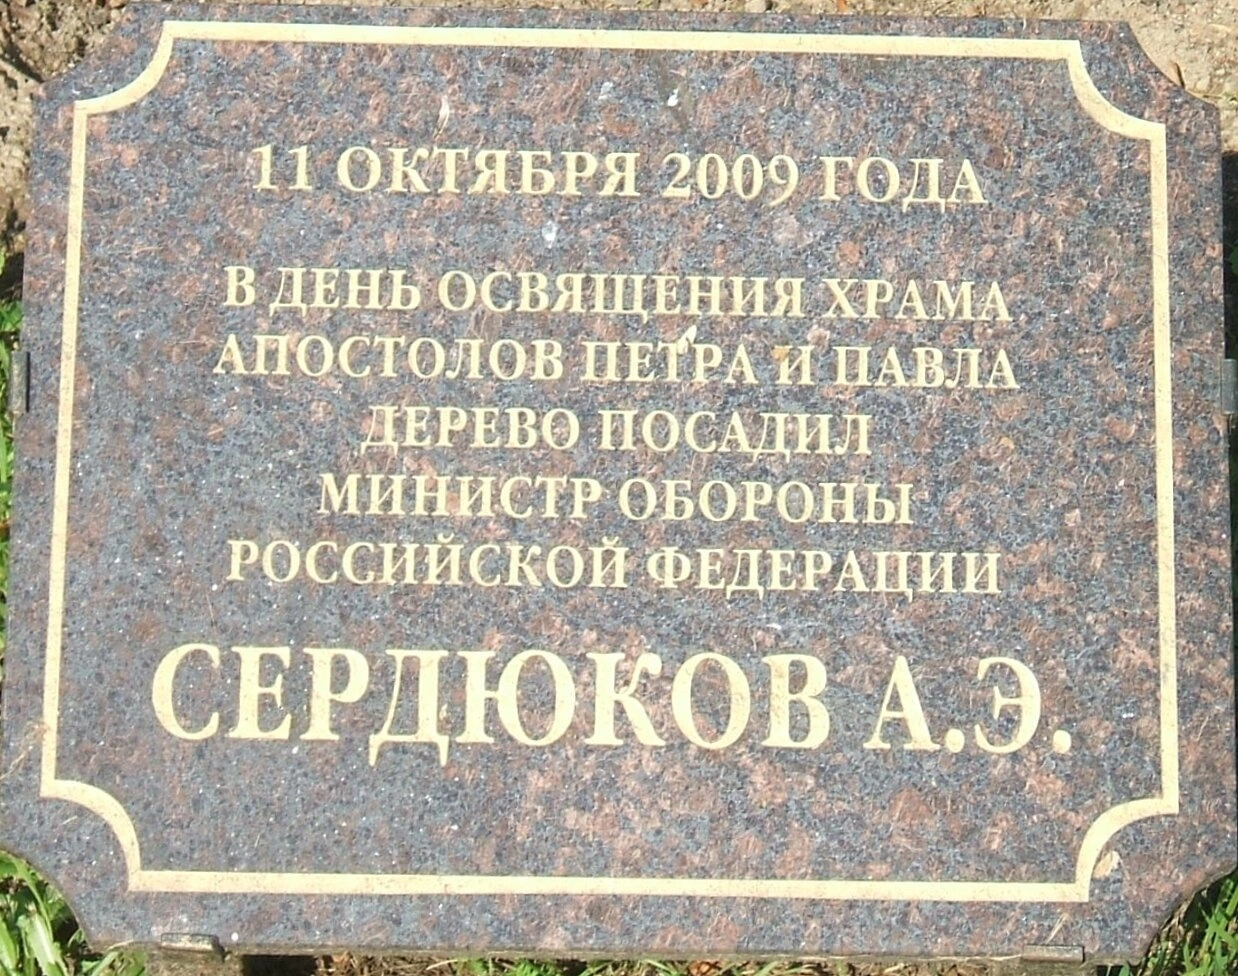 11 ОКТЯБРЯ 2009 ГОДА
В ДЕНЬ ОСВЯЩЕНИЯ ХРАМА
АПОСТОЛОВ ПЕТРА И ПАВЛА
ДЕРЕВО ПОСАДИЛ
МИНИСТР ОБОРОНЫ
РОССИЙСКОЙ ФЕДЕРАЦИИ
СЕРДЮКОВ А.Э.